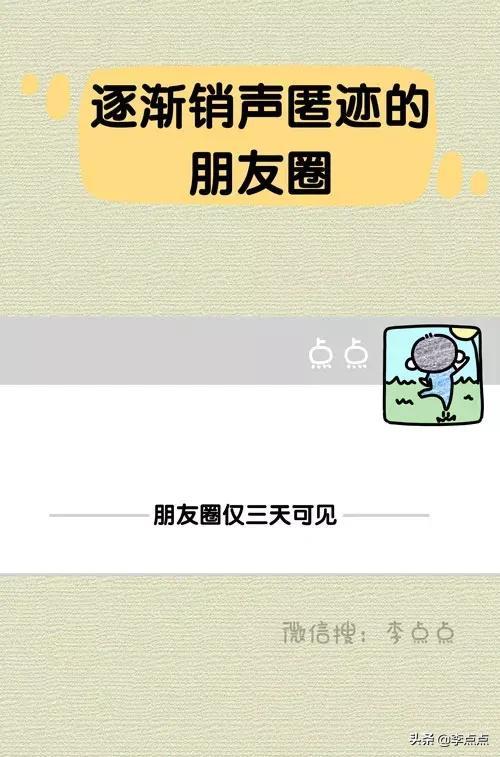 逐渐销声匿迹的
朋友圈
点点
朋友圈仅三天可见
微信搜：李点点
头条 @李点点